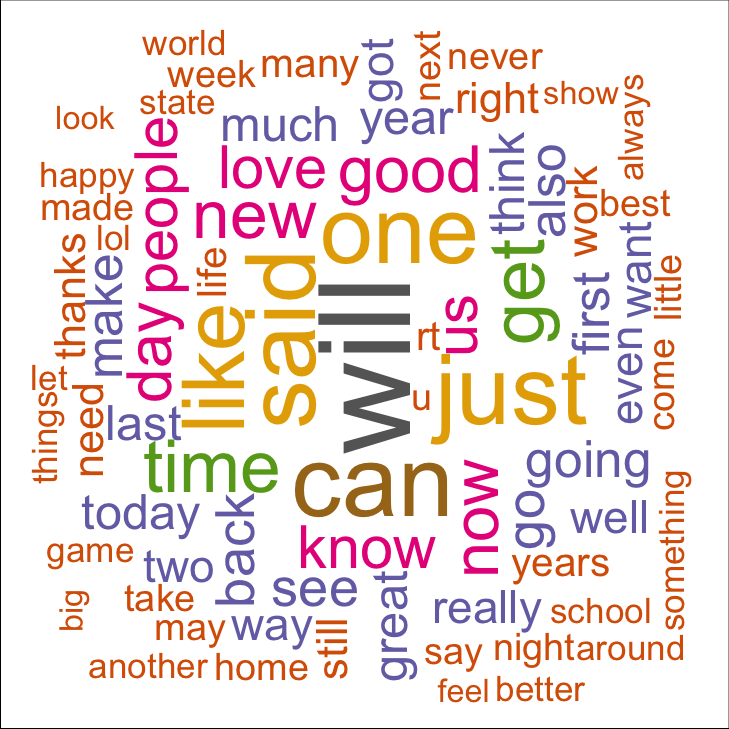 world
week
many
got
next
never
state
right
show
look
much
year
always
people
love
good
think
also
work
happy
made
best
lol
new
one
thanks
make
day
life
said
will
get
want
little
like
rt
us
first
even
come
let
things
need
last
u
just
time
can
going
today
back
know
now
go
well
something
game
two
see
great
years
big
take
really
school
may
way
still
say
night
around
another
home
feel
better